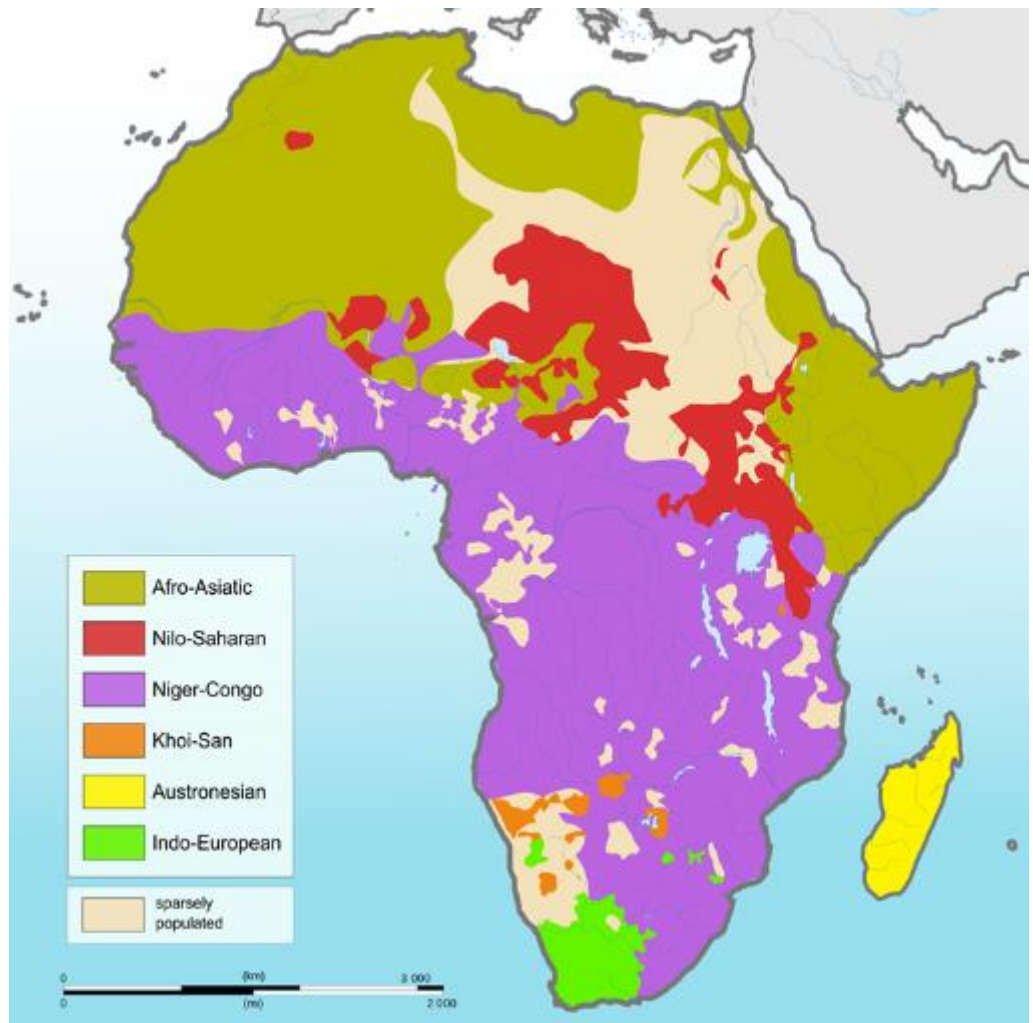 Afro-Asiatic
Nilo-Saharan
Niger-Congo
Khoi-San
Austronesian
Indo-European
sparsely
populated
0 (km) 3 000
0 (mi) 2 000